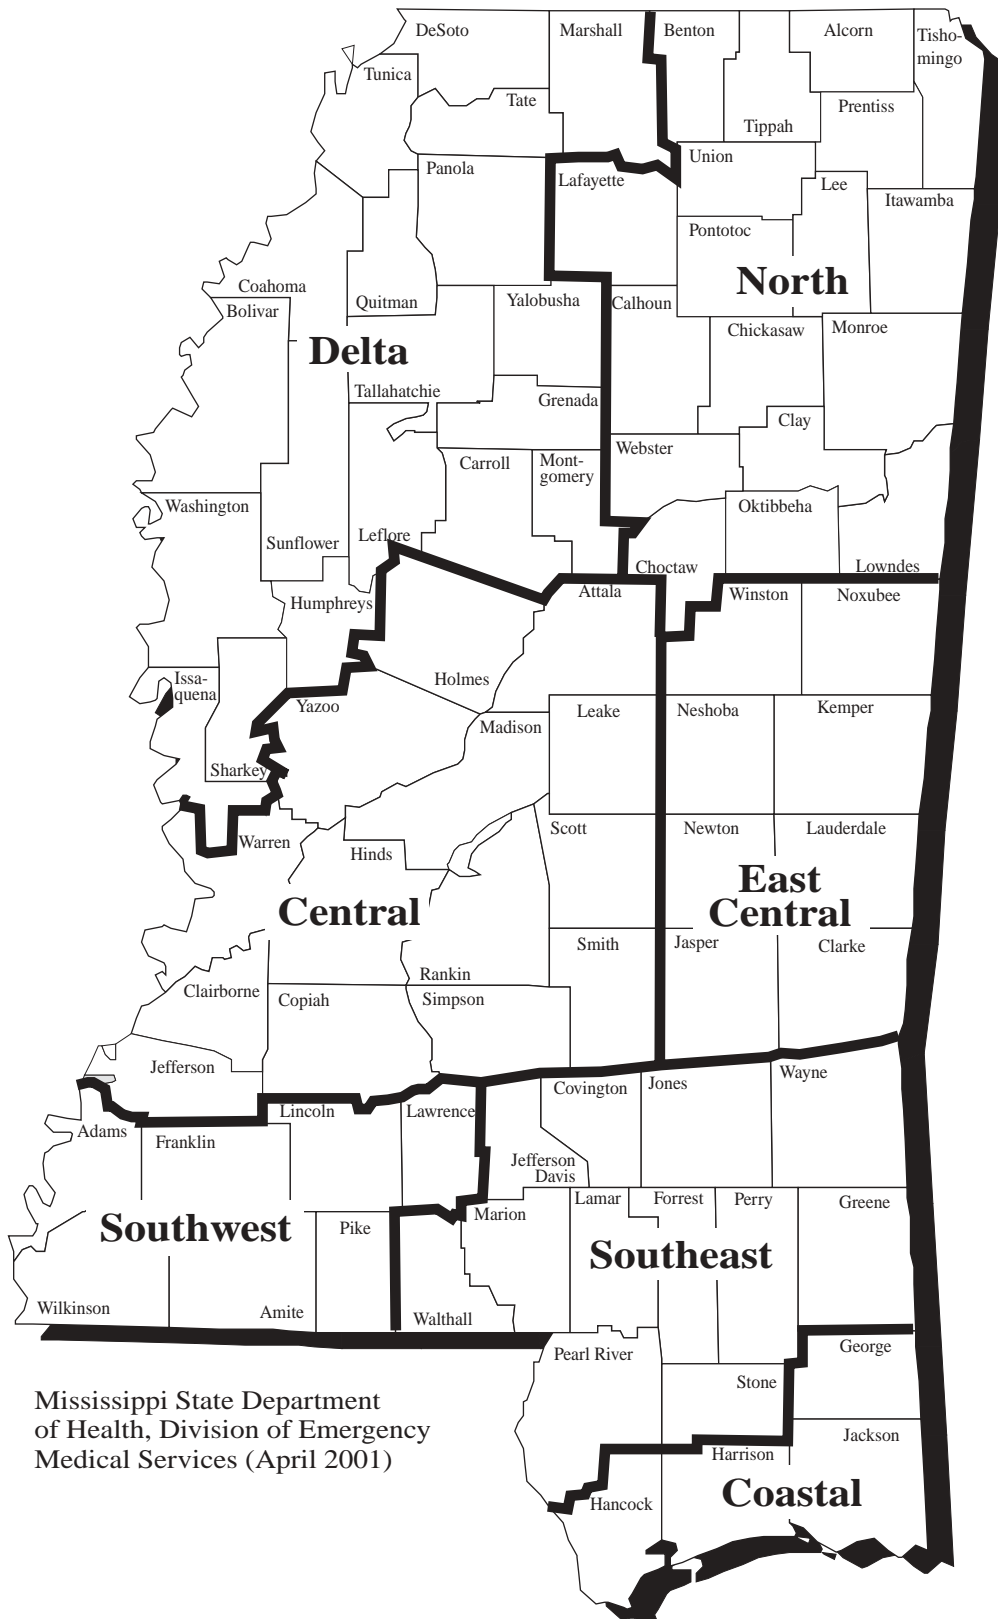 DeSoto
Marshall
Benton
Alcorn
Tisho-
mingo
Tunica
Tate
Prentiss
Tippah
Union
Panola
Lafayette
Lee
Itawamba
Pontotoc
North
Coahoma
Quitman
Yalobusha
Calhoun
Bolivar
Chickasaw
Monroe
Delta
Tallahatchie
Grenada
Clay
Webster
Carroll
Mont-
gomery
Washington
Oktibbeha
Sunflower
Leflore
Choctaw
Lowndes
Humphreys
Attala
Winston
Noxubee
Issa-
quena
Holmes
Yazoo
Leake
Neshoba
Kemper
Madison
Sharkey
Scott
Newton
Lauderdale
Warren
Hinds
East
Central
Central
Smith
Jasper
Clarke
Rankin
Clairborne
Copiah
Simpson
Jefferson
Covington
Jones
Wayne
Lincoln
Lawrence
Adams
Franklin
Jefferson
Davis
Lamar
Forrest
Perry
Greene
Marion
Southwest
Pike
Southeast
Wilkinson
Amite
Walthall
Pearl River
George
Stone
Mississippi State Department
of Health, Division of Emergency
Medical Services (April 2001)
Jackson
Harrison
Coastal
Hancock